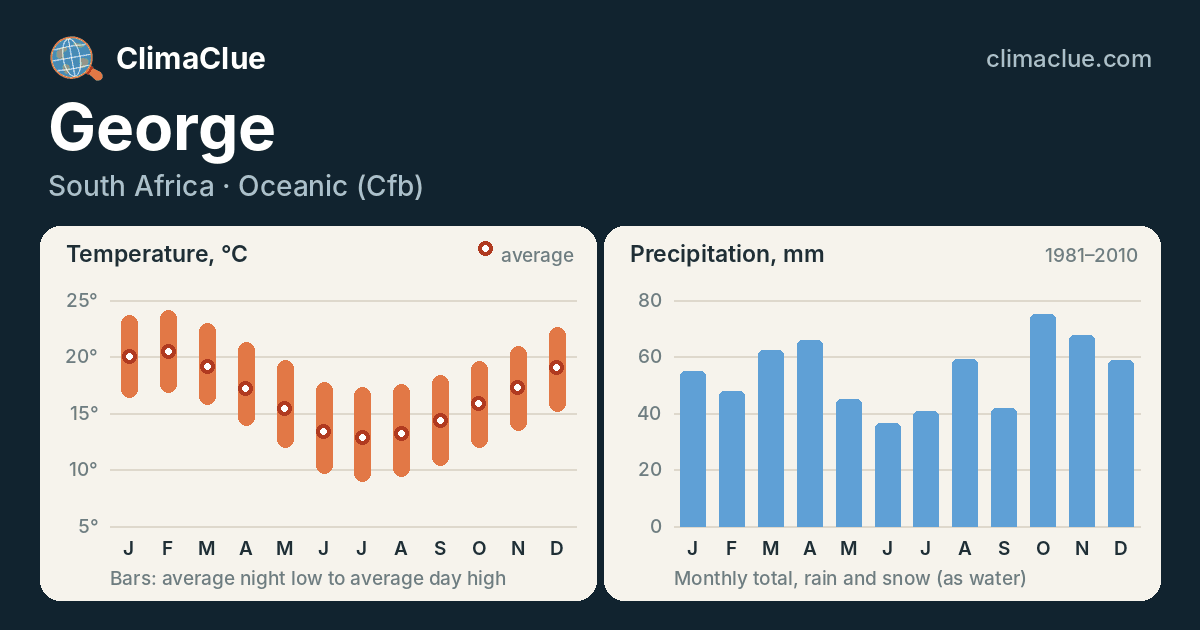 ClimaClue
climaclue.com
George
South Africa · Oceanic (Cfb)
Temperature, °C
average
25°
20°
15°
10°
5°
J F M A M J J A S O N D
Bars: average night low to average day high
Precipitation, mm
1981–2010
80
60
40
20
0
J F M A M J J A S O N D
Monthly total, rain and snow (as water)